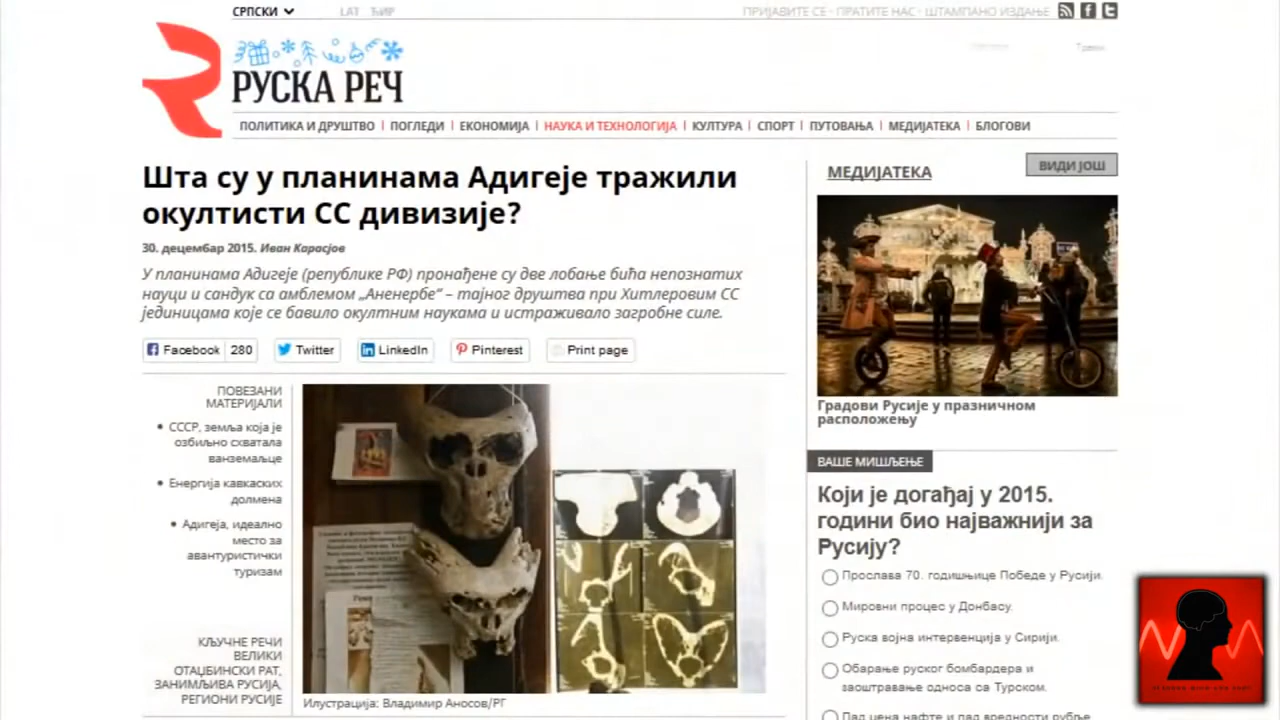 СРПСКИ
LAT ЋИР
ПРИЈАВИТЕ СЕ · ПРАТИТЕ НАС · ШТАМПАНО ИЗДАЊЕ
РУСКА РЕЧ
ПОЛИТИКА И ДРУШТВО | ПОГЛЕДИ | ЕКОНОМИЈА | НАУКА И ТЕХНОЛОГИЈА | КУЛТУРА | СПОРТ | ПУТОВАЊА | МЕДИЈАТЕКА | БЛОГОВИ
Шта су у планинама Адигеје тражили
окултисти СС дивизије?
30. децембар 2015. Иван Карасјов
У планинама Адигеје (републике РФ) пронађене су две лобање бића непознатих
науци и сандук са амблемом „Аненербе“ – тајног друштва при Хитлеровим СС
јединицама које се бавило окултним наукама и истраживало загробне силе.
Facebook 280 Twitter LinkedIn Pinterest Print page
ПОВЕЗАНИ
МАТЕРИЈАЛИ
• СССР, земља која је
озбиљно схватала
ванземаљце
• Енергија кавкаских
долмена
• Адигеја, идеално
место за
авантуристички
туризам
КЉУЧНЕ РЕЧИ
ВЕЛИКИ
ОТАЏБИНСКИ РАТ,
ЗАНИМЉИВА РУСИЈА,
РЕГИОНИ РУСИЈЕ
Илустрација: Владимир Аносов/РГ
МЕДИЈАТЕКА
ВИДИ ЈОШ
Градови Русије у празничном
расположењу
ВАШЕ МИШЉЕЊЕ
Који је догађај у 2015.
години био најважнији за
Русију?
Прослава 70. годишњице Победе у Русији.
Мировни процес у Донбасу.
Руска војна интервенција у Сирији.
Обарање руског бомбардера и
заоштравање односа са Турском.
Пад цена нафте и пад вредности рубље